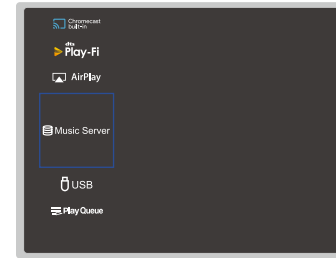 Chromecast
built-in
dts
Play-Fi
AirPlay
Music Server
USB
Play Queue